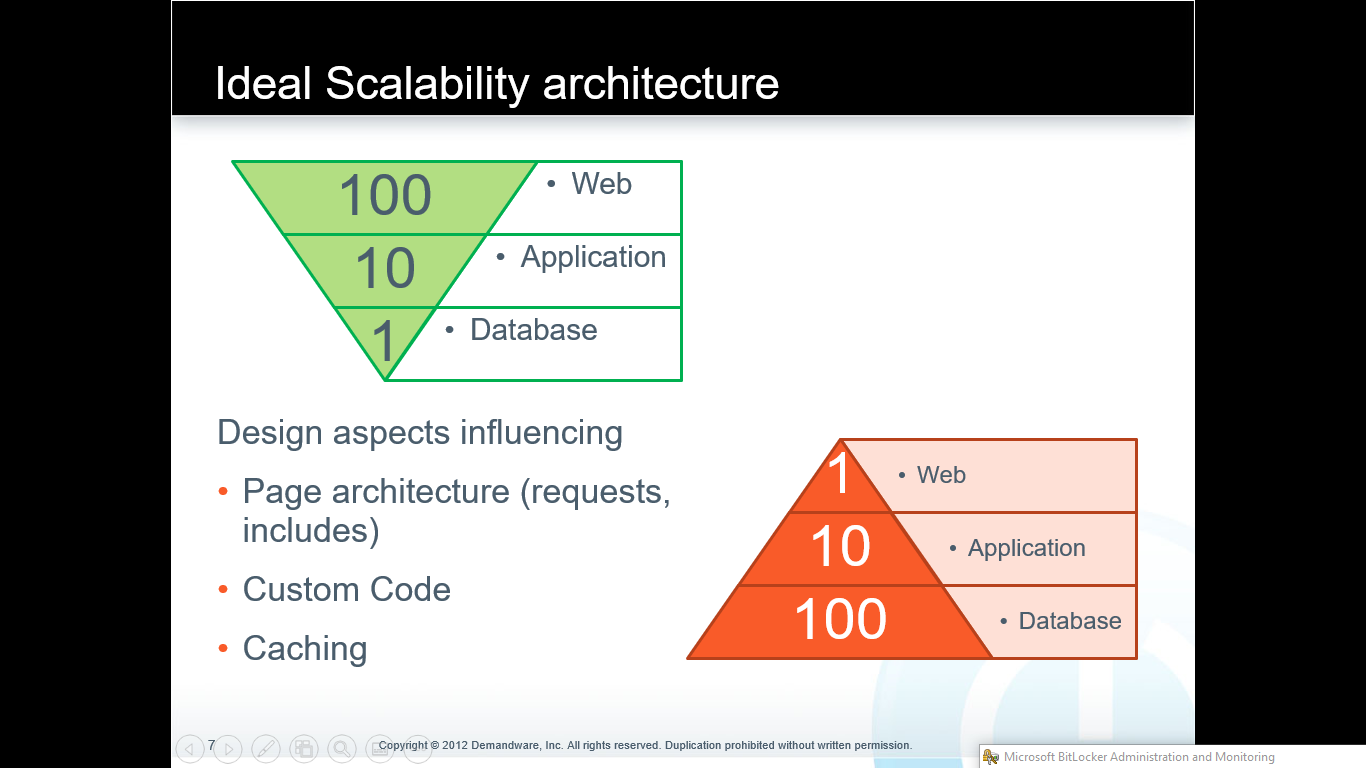 Ideal Scalability architecture
100
• Web
10
• Application
1
• Database
Design aspects influencing
• Page architecture (requests,
includes)
• Custom Code
• Caching
1
• Web
10
• Application
100
• Database
7
Copyright © 2012 Demandware, Inc. All rights reserved. Duplication prohibited without written permission.
Microsoft BitLocker Administration and Monitoring